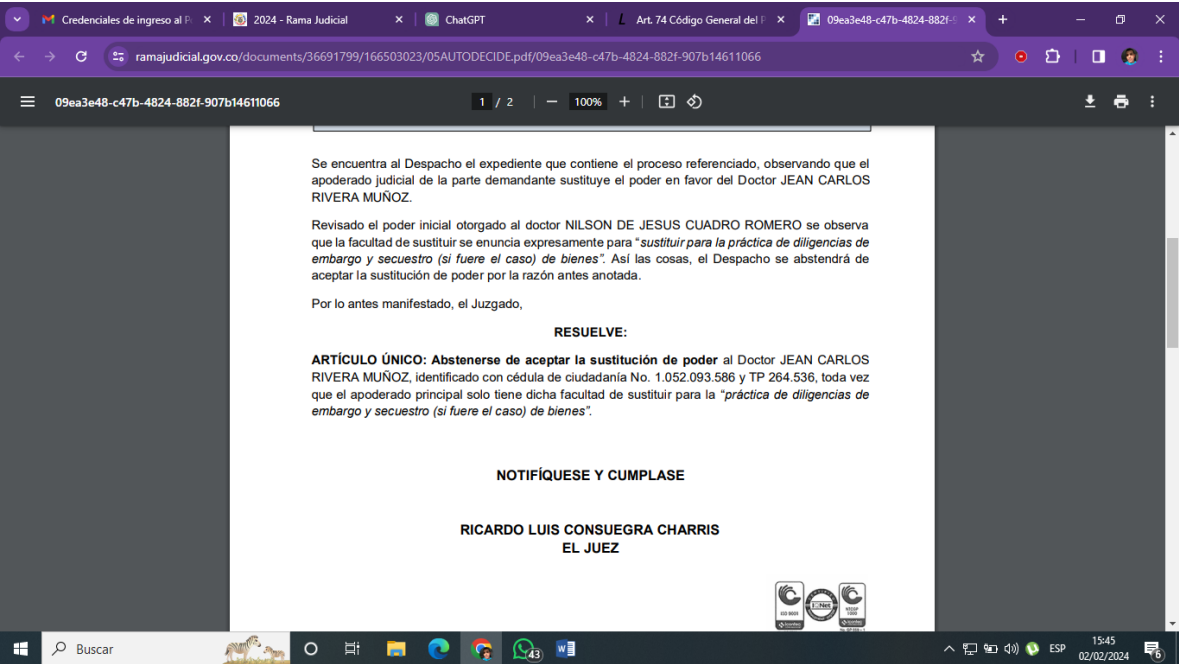 Credenciales de ingreso al P
2024 - Rama Judicial
ChatGPT
Art. 74 Código General del P
09ea3e48-c47b-4824-882f-9
ramajudicial.gov.co/documents/36691799/166503023/05AUTODECIDE.pdf/09ea3e48-c47b-4824-882f-907b14611066
09ea3e48-c47b-4824-882f-907b14611066
1 / 2
100%
Se encuentra al Despacho el expediente que contiene el proceso referenciado, observando que el
apoderado judicial de la parte demandante sustituye el poder en favor del Doctor JEAN CARLOS
RIVERA MUÑOZ.
Revisado el poder inicial otorgado al doctor NILSON DE JESUS CUADRO ROMERO se observa
que la facultad de sustituir se enuncia expresamente para "sustituir para la práctica de diligencias de
embargo y secuestro (si fuere el caso) de bienes". Así las cosas, el Despacho se abstendrá de
aceptar la sustitución de poder por la razón antes anotada.
Por lo antes manifestado, el Juzgado,
RESUELVE:
ARTÍCULO ÚNICO: Abstenerse de aceptar la sustitución de poder al Doctor JEAN CARLOS
RIVERA MUÑOZ, identificado con cédula de ciudadanía No. 1.052.093.586 y TP 264.536, toda vez
que el apoderado principal solo tiene dicha facultad de sustituir para la "práctica de diligencias de
embargo y secuestro (si fuere el caso) de bienes".
NOTIFÍQUESE Y CUMPLASE
RICARDO LUIS CONSUEGRA CHARRIS
EL JUEZ
ISO 9001
IQNet
Buscar
43
ESP
15:45
02/02/2024
6